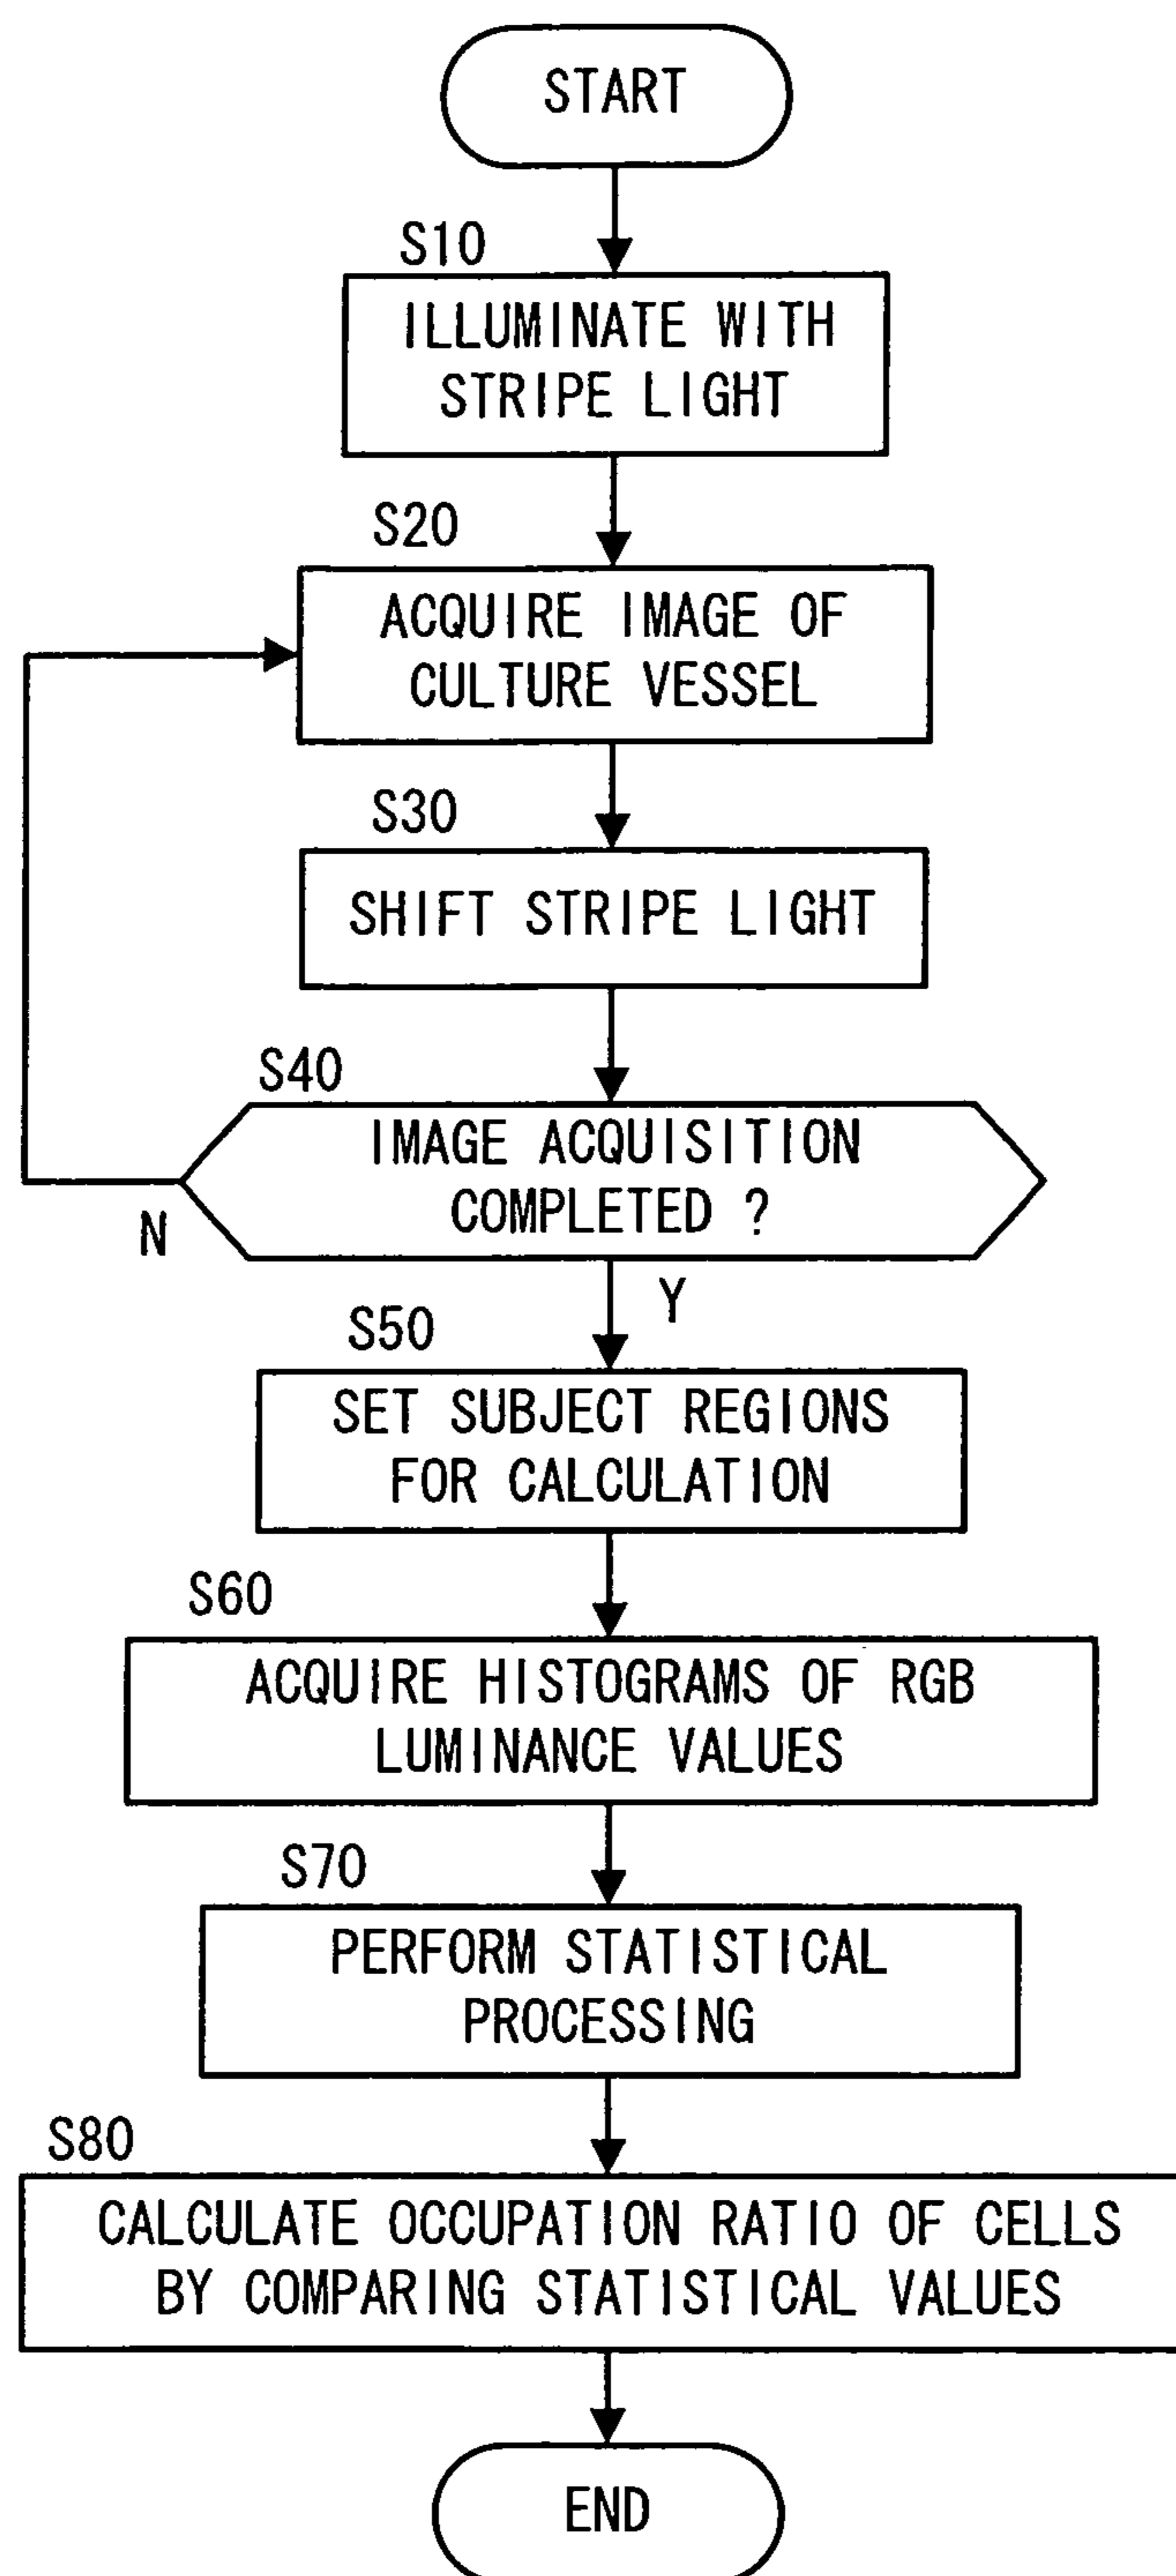 START
S10
ILLUMINATE WITH
STRIPE LIGHT
S20
ACQUIRE IMAGE OF
CULTURE VESSEL
S30
SHIFT STRIPE LIGHT
S40
IMAGE ACQUISITION
COMPLETED ?
N
Y
S50
SET SUBJECT REGIONS
FOR CALCULATION
S60
ACQUIRE HISTOGRAMS OF RGB
LUMINANCE VALUES
S70
PERFORM STATISTICAL
PROCESSING
S80
CALCULATE OCCUPATION RATIO OF CELLS
BY COMPARING STATISTICAL VALUES
END